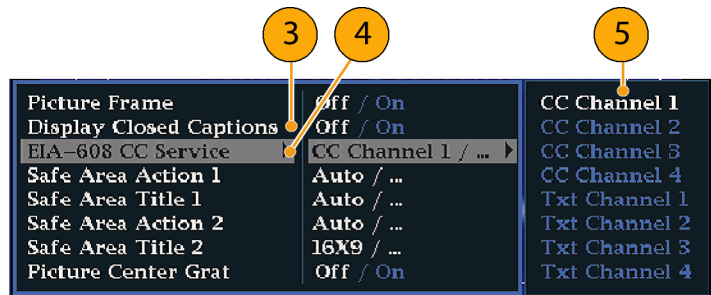 3 4 5
Picture Frame Off / On
Display Closed Captions Off / On
EIA-608 CC Service CC Channel 1 / ...
Safe Area Action 1 Auto / ...
Safe Area Title 1 Auto / ...
Safe Area Action 2 Auto / ...
Safe Area Title 2 16X9 / ...
Picture Center Grat Off / On
CC Channel 1
CC Channel 2
CC Channel 3
CC Channel 4
Txt Channel 1
Txt Channel 2
Txt Channel 3
Txt Channel 4